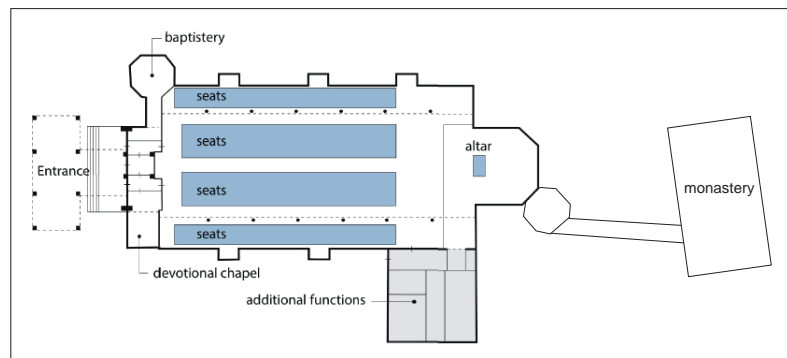 baptistery
seats
seats
altar
Entrance
monastery
seats
seats
devotional chapel
additional functions